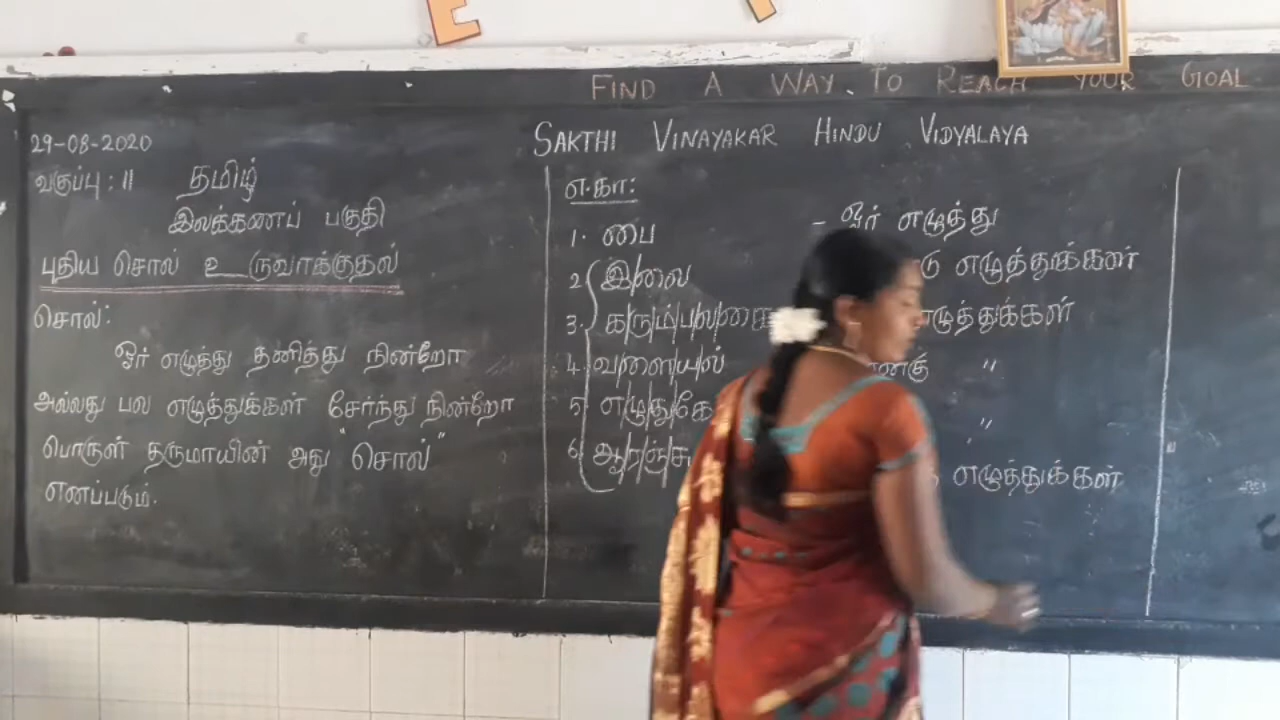 E
FIND A WAY TO REACH YOUR GOAL
SAKTHI VINAYAKAR HINDU VIDYALAYA
29-08-2020
வகுப்பு : II தமிழ்
இலக்கணப் பகுதி
புதிய சொல் உருவாக்குதல்
சொல்:
ஓர் எழுத்து தனித்து நின்றோ
அல்லது பல எழுத்துக்கள் சேர்ந்து நின்றோ
பொருள் தருமாயின் அது "சொல்"
எனப்படும்.
எ.கா:
1. பை - ஓர் எழுத்து
2. இ/லை எழுத்துக்கள்
3. க/ரு/ம்/ப/ல/கை எழுத்துக்கள்
4. வ/ளை/ய/ல் "
5. எ/ழு/து/கோ "
6. ஆ/ர/ஞ்/சு எழுத்துக்கள்